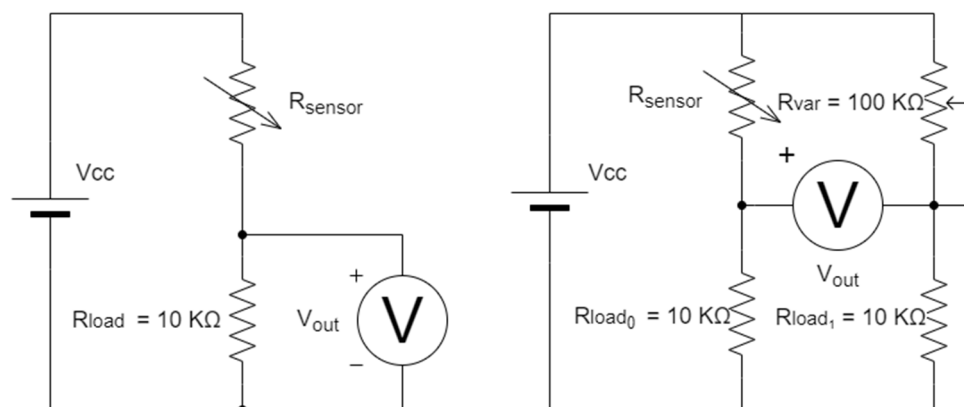 Vcc
Rsensor
Rload = 10 KΩ
Vout
+
V
−
Vcc
Rsensor
Rvar = 100 KΩ
+
V
Vout
Rload₀ = 10 KΩ
Rload₁ = 10 KΩ